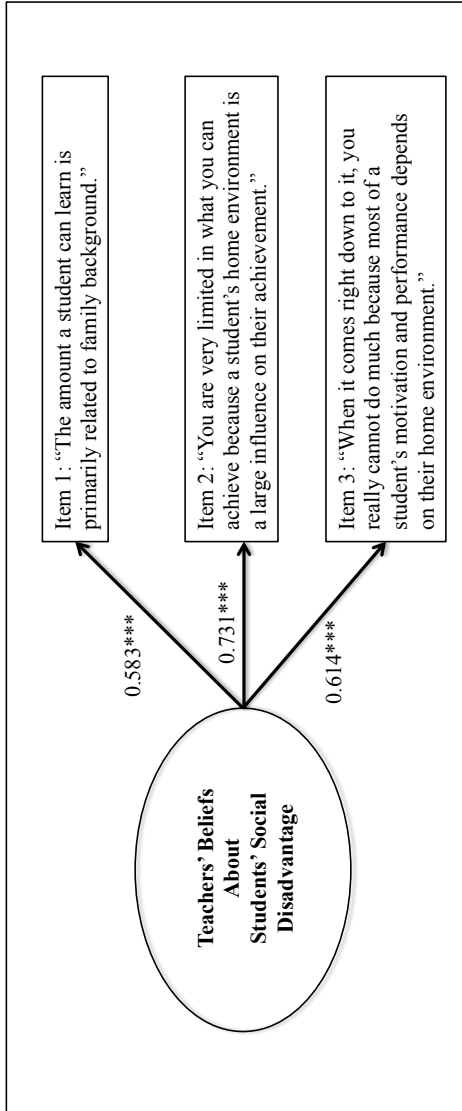 Teachers’ Beliefs
About
Students’ Social
Disadvantage
0.583***
0.731***
0.614***
Item 1: “The amount a student can learn is
primarily related to family background.”
Item 2: “You are very limited in what you can
achieve because a student’s home environment is
a large influence on their achievement.”
Item 3: “When it comes right down to it, you
really cannot do much because most of a
student’s motivation and performance depends
on their home environment.”